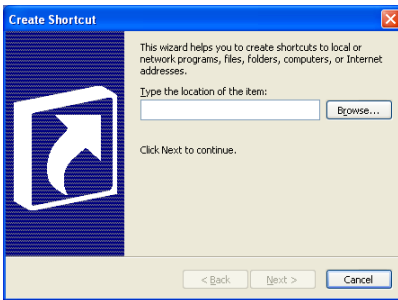 Create Shortcut
This wizard helps you to create shortcuts to local or
network programs, files, folders, computers, or Internet
addresses.
Type the location of the item:
Browse...
Click Next to continue.
< Back Next > Cancel